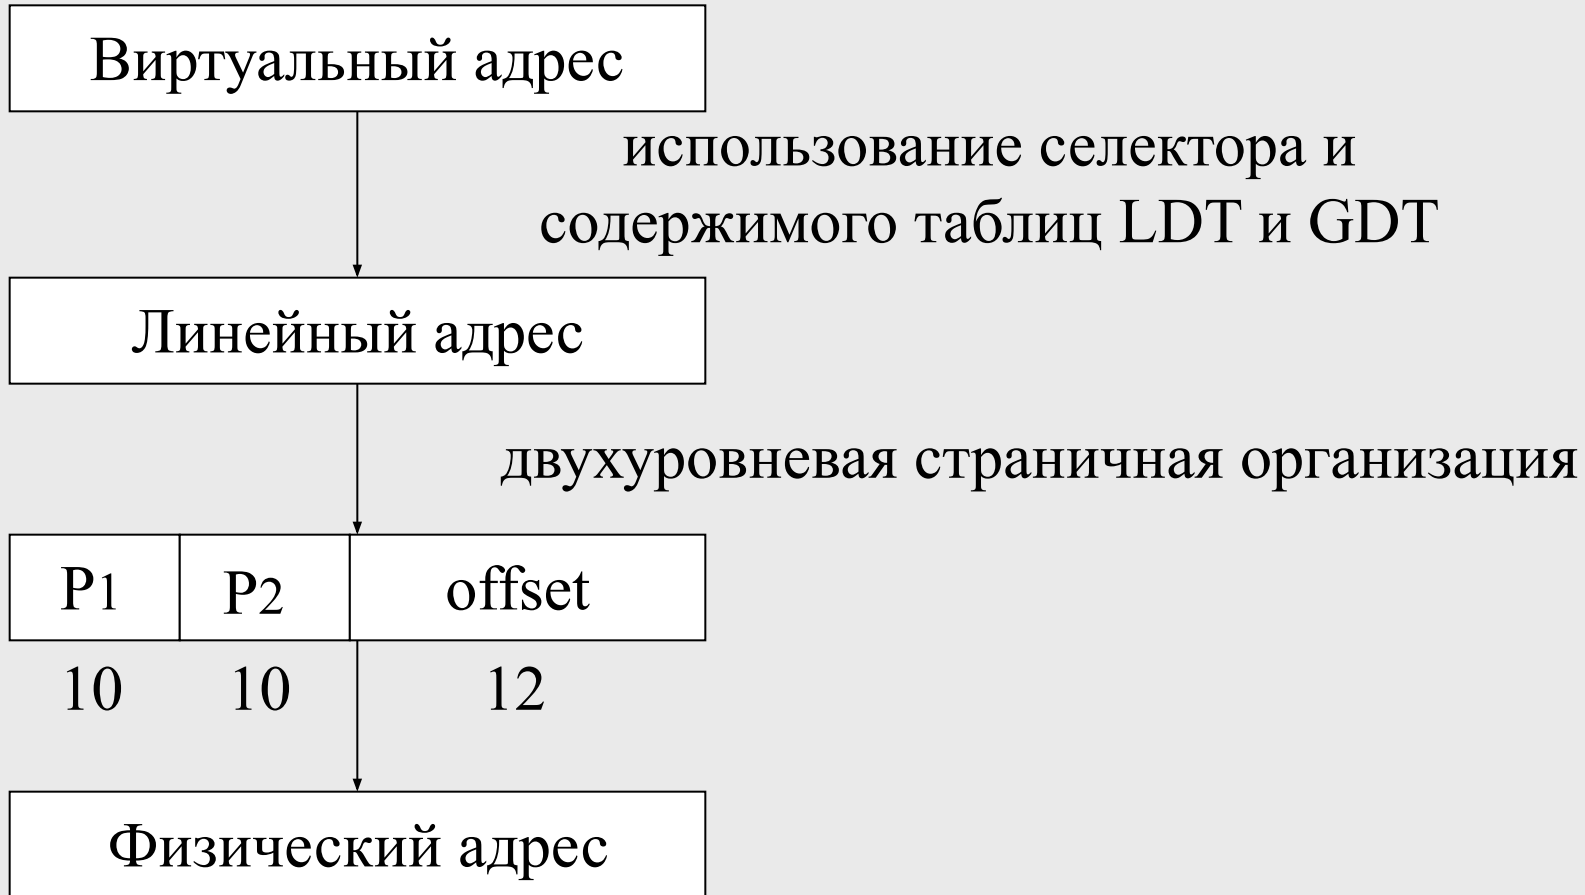 Виртуальный адрес
использование селектора и
содержимого таблиц LDT и GDT
Линейный адрес
двухуровневая страничная организация
P1 P2 offset
10 10 12
Физический адрес